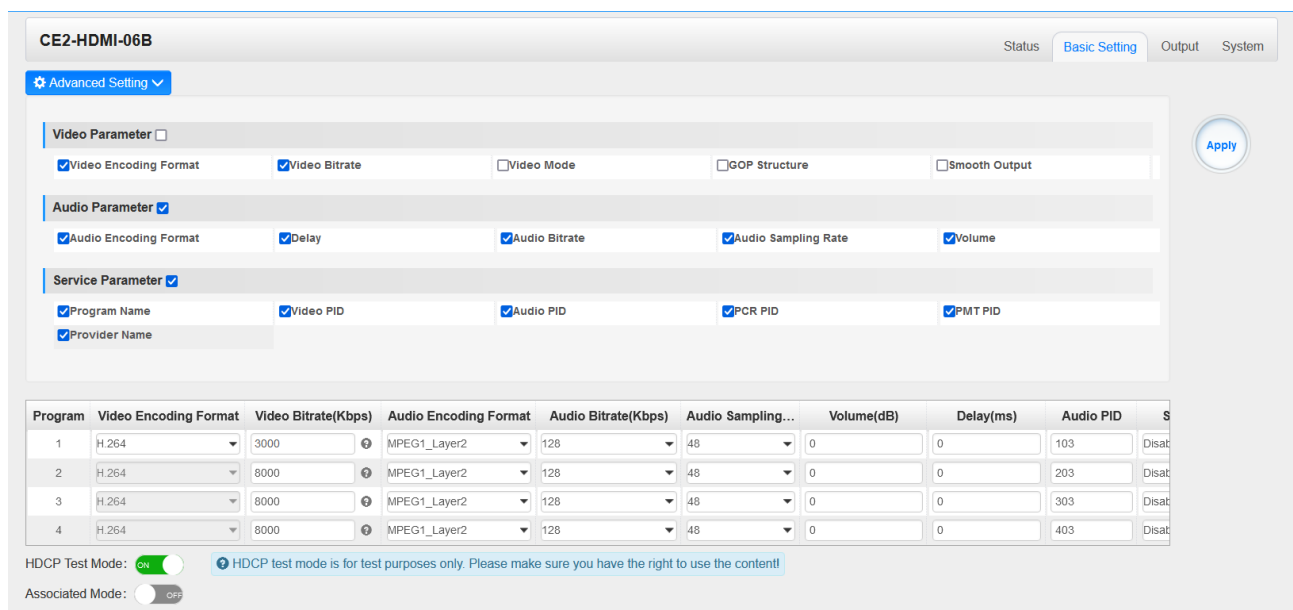 CE2-HDMI-06B
Status Basic Setting Output System
Advanced Setting
Video Parameter
Apply
Video Encoding Format Video Bitrate Video Mode GOP Structure Smooth Output
Audio Parameter
Audio Encoding Format Delay Audio Bitrate Audio Sampling Rate Volume
Service Parameter
Program Name Video PID Audio PID PCR PID PMT PID
Provider Name
Program Video Encoding Format Video Bitrate(Kbps) Audio Encoding Format Audio Bitrate(Kbps) Audio Sampling... Volume(dB) Delay(ms) Audio PID S
1 H.264 3000 MPEG1_Layer2 128 48 0 0 103 Disab
2 H.264 8000 MPEG1_Layer2 128 48 0 0 203 Disab
3 H.264 8000 MPEG1_Layer2 128 48 0 0 303 Disab
4 H.264 8000 MPEG1_Layer2 128 48 0 0 403 Disab
HDCP Test Mode: ON HDCP test mode is for test purposes only. Please make sure you have the right to use the content!
Associated Mode: OFF